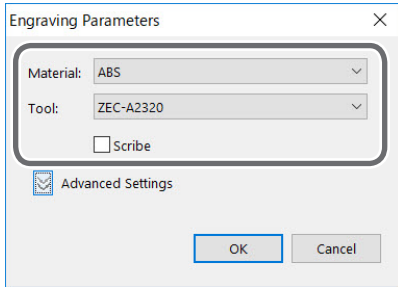 Engraving Parameters
Material: ABS
Tool: ZEC-A2320
Scribe
Advanced Settings
OK Cancel